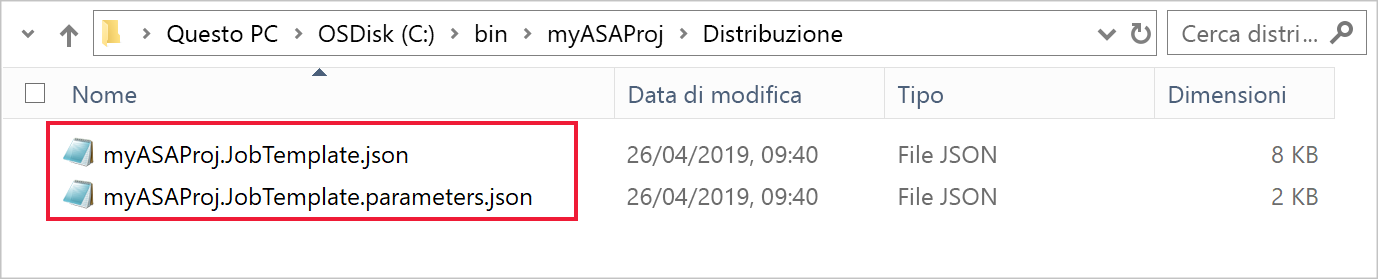 Questo PC > OSDisk (C:) > bin > myASAProj > Distribuzione Cerca distri...
Nome Data di modifica Tipo Dimensioni
myASAProj.JobTemplate.json 26/04/2019, 09:40 File JSON 8 KB
myASAProj.JobTemplate.parameters.json 26/04/2019, 09:40 File JSON 2 KB